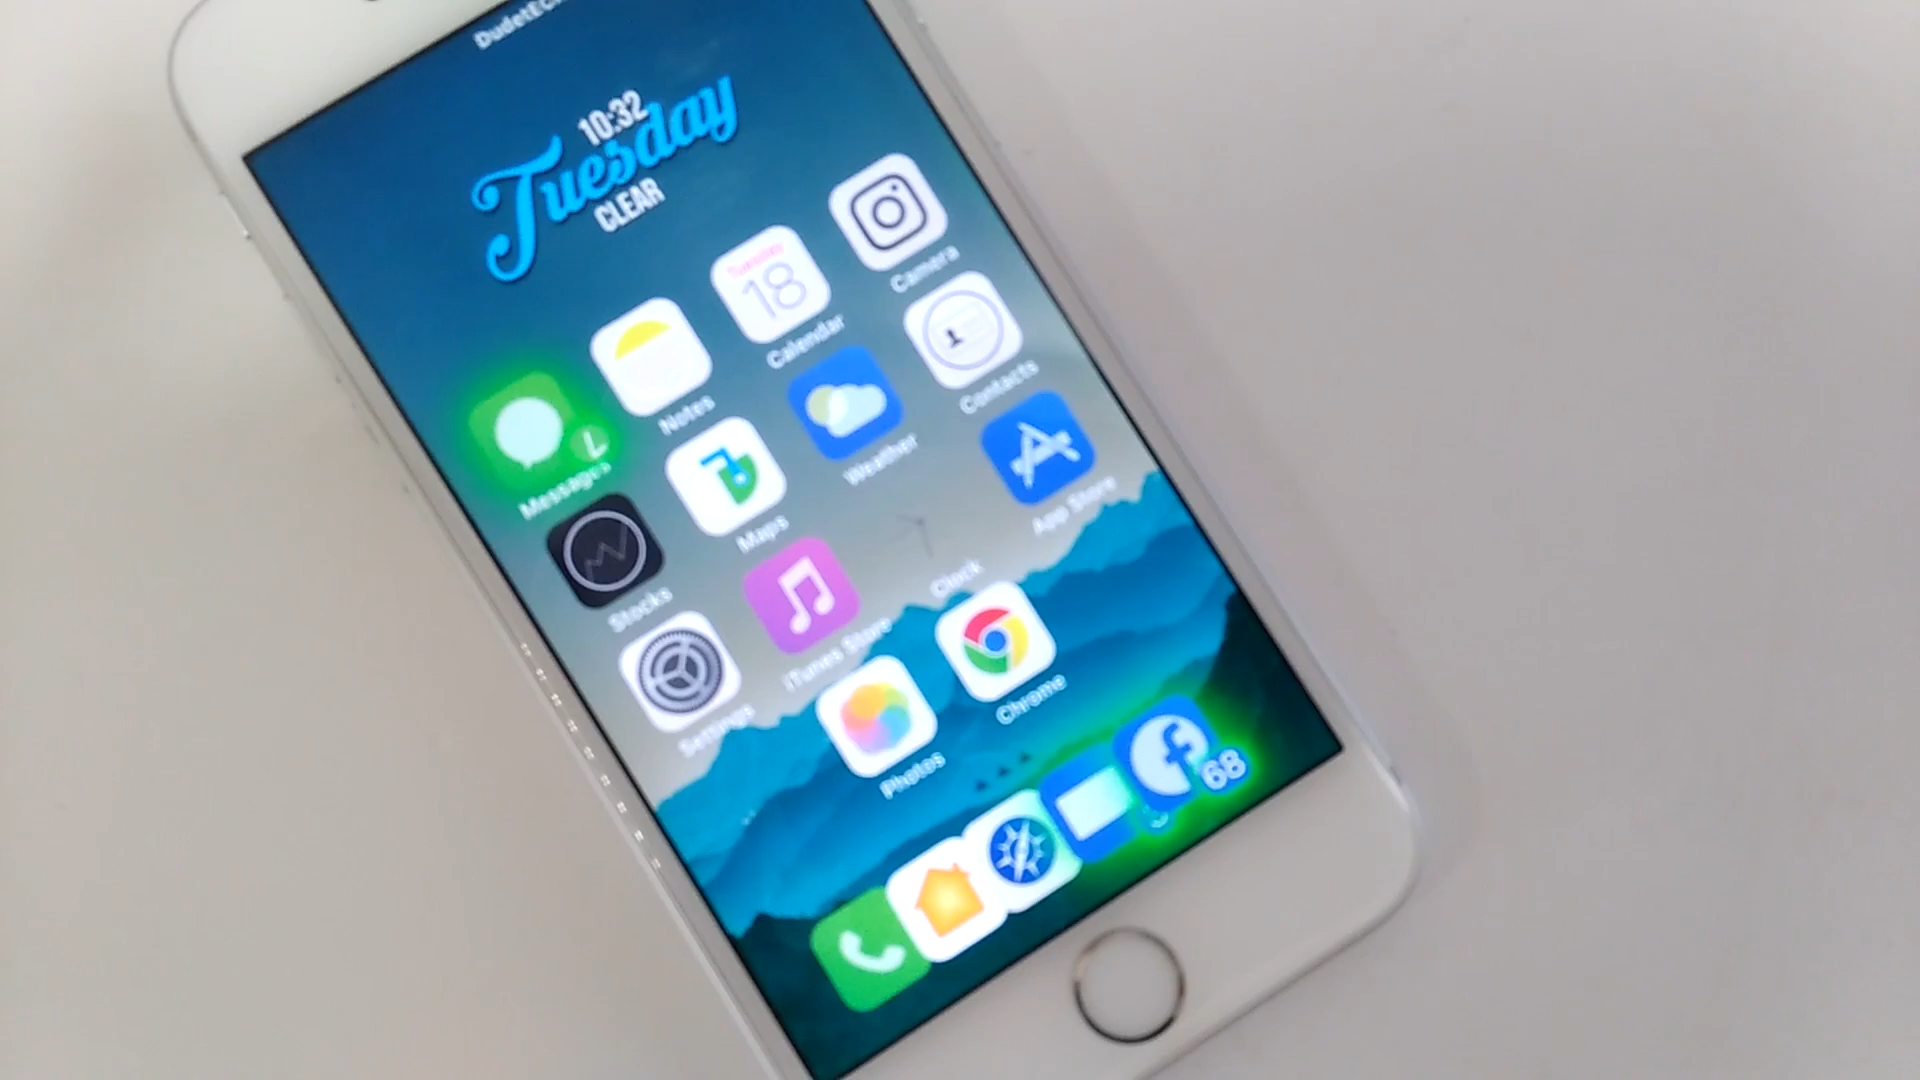 10:32
Tuesday
CLEAR
Messages
Notes
Tuesday
18
Calendar
Camera
Stocks
Maps
Weather
Contacts
Settings
iTunes Store
Clock
App Store
Photos
Chrome
68